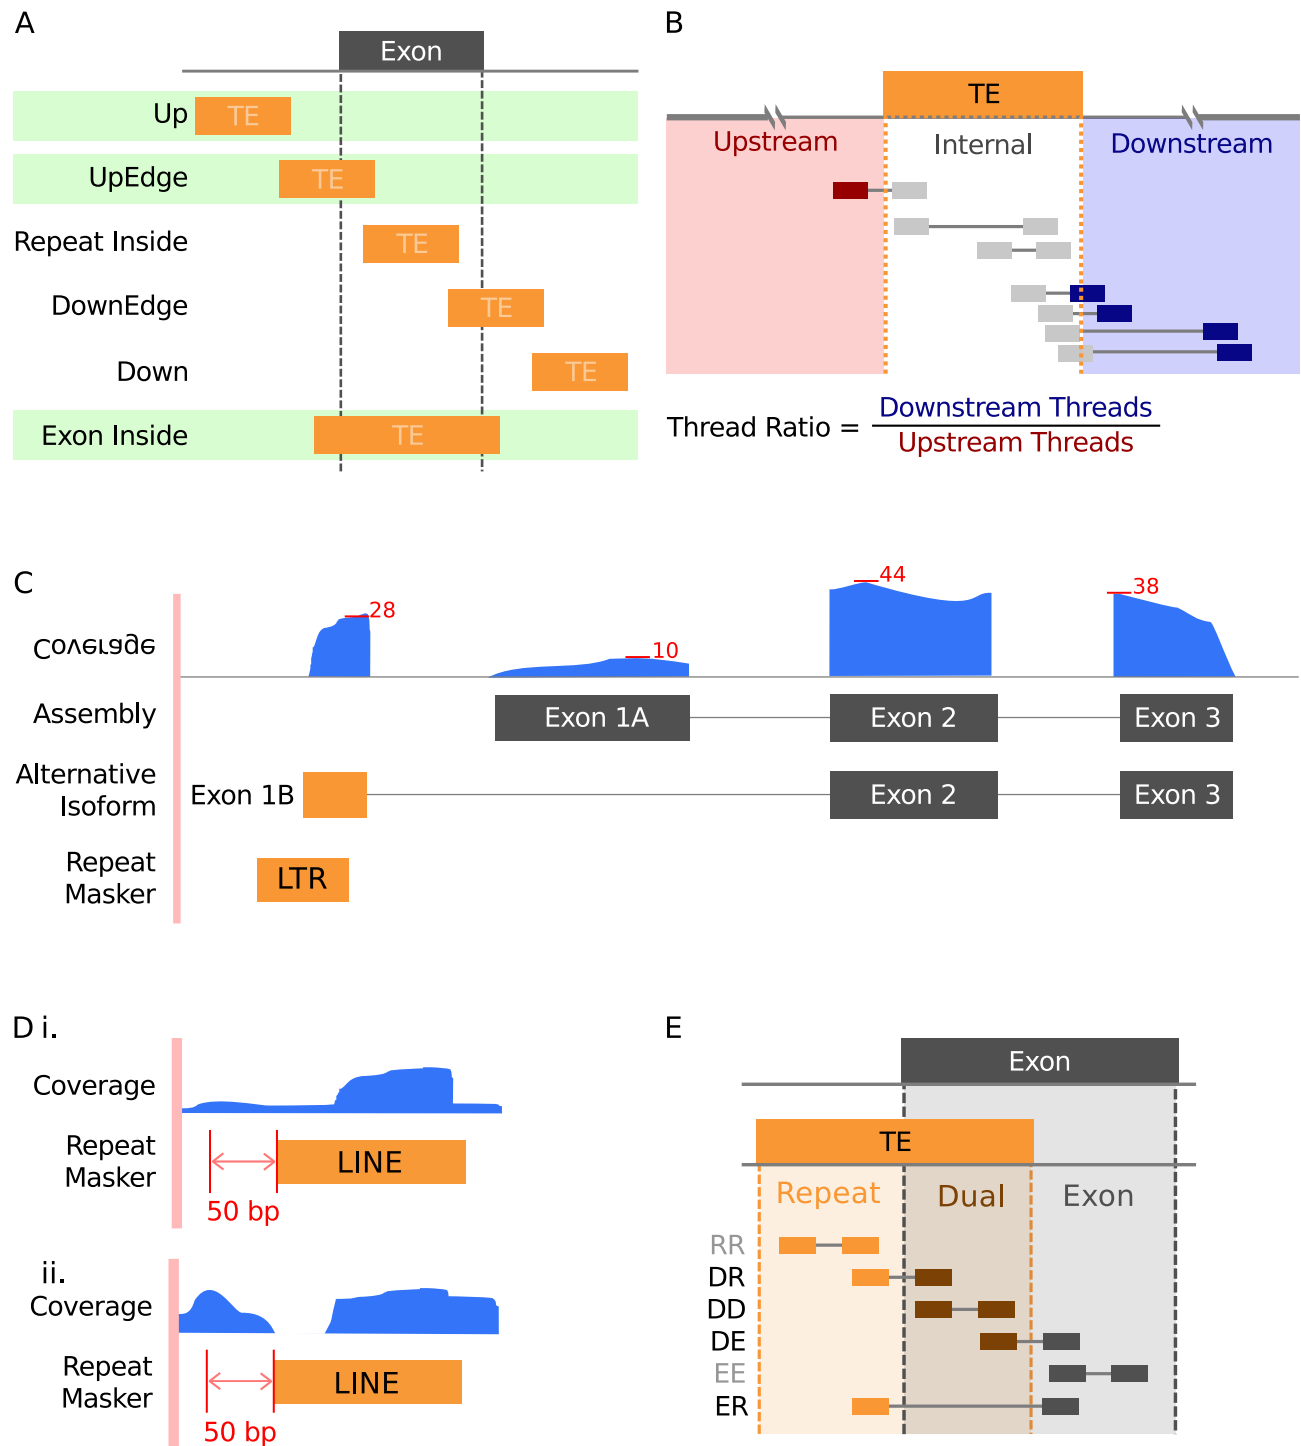 A
Exon
Up
TE
UpEdge
TE
Repeat Inside
TE
DownEdge
TE
Down
TE
Exon Inside
TE
B
TE
Upstream
Internal
Downstream
Thread Ratio =
Downstream Threads
Upstream Threads
C
Coverage
28
10
44
38
Assembly
Exon 1A
Exon 2
Exon 3
Alternative
Isoform
Exon 1B
Exon 2
Exon 3
Repeat
Masker
LTR
D i.
Coverage
Repeat
Masker
LINE
50 bp
ii.
Coverage
Repeat
Masker
LINE
50 bp
E
Exon
TE
Repeat
Dual
Exon
RR
DR
DD
DE
EE
ER